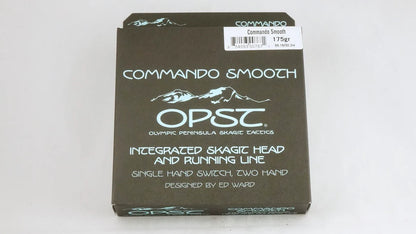 COMMANDO
Commando Smooth
175gr
COMMANDO SMOOTH
OPST
OLYMPIC PENINSULA SKAGIT TACTICS
INTEGRATED SKAGIT HEAD
AND RUNNING LINE
SINGLE HAND SWITCH, TWO HAND
DESIGNED BY ED WARD